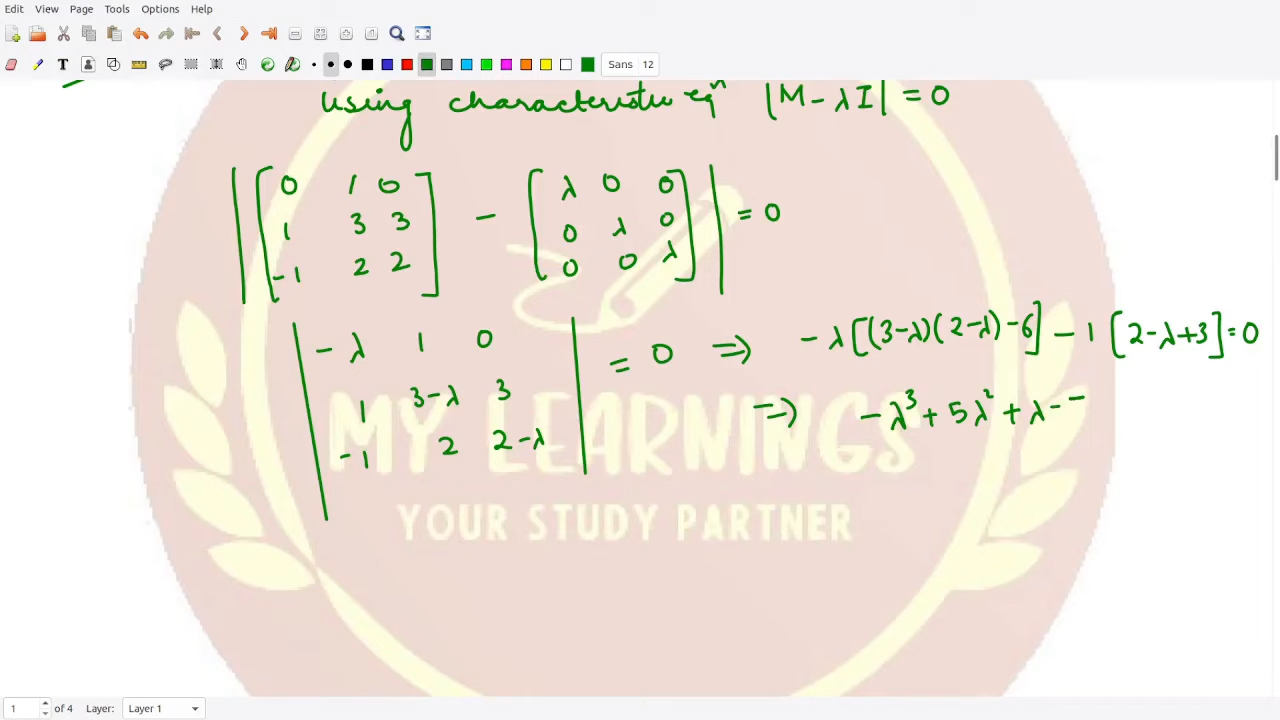 Edit View Page Tools Options Help
Sans 12
using characteristic eqⁿ |M - λI| = 0
| [ 0 1 0 ] - [ λ 0 0 ] | = 0
1 3 3 0 λ 0
-1 2 2 0 0 λ
| -λ 1 0 | = 0 ⇒ -λ[(3-λ)(2-λ)-6] - 1[2-λ+3]=0
1 3-λ 3 ⇒ -λ³ + 5λ² + λ - -
-1 2 2-λ
MY LEARNINGS
YOUR STUDY PARTNER
1 of 4 Layer: Layer 1